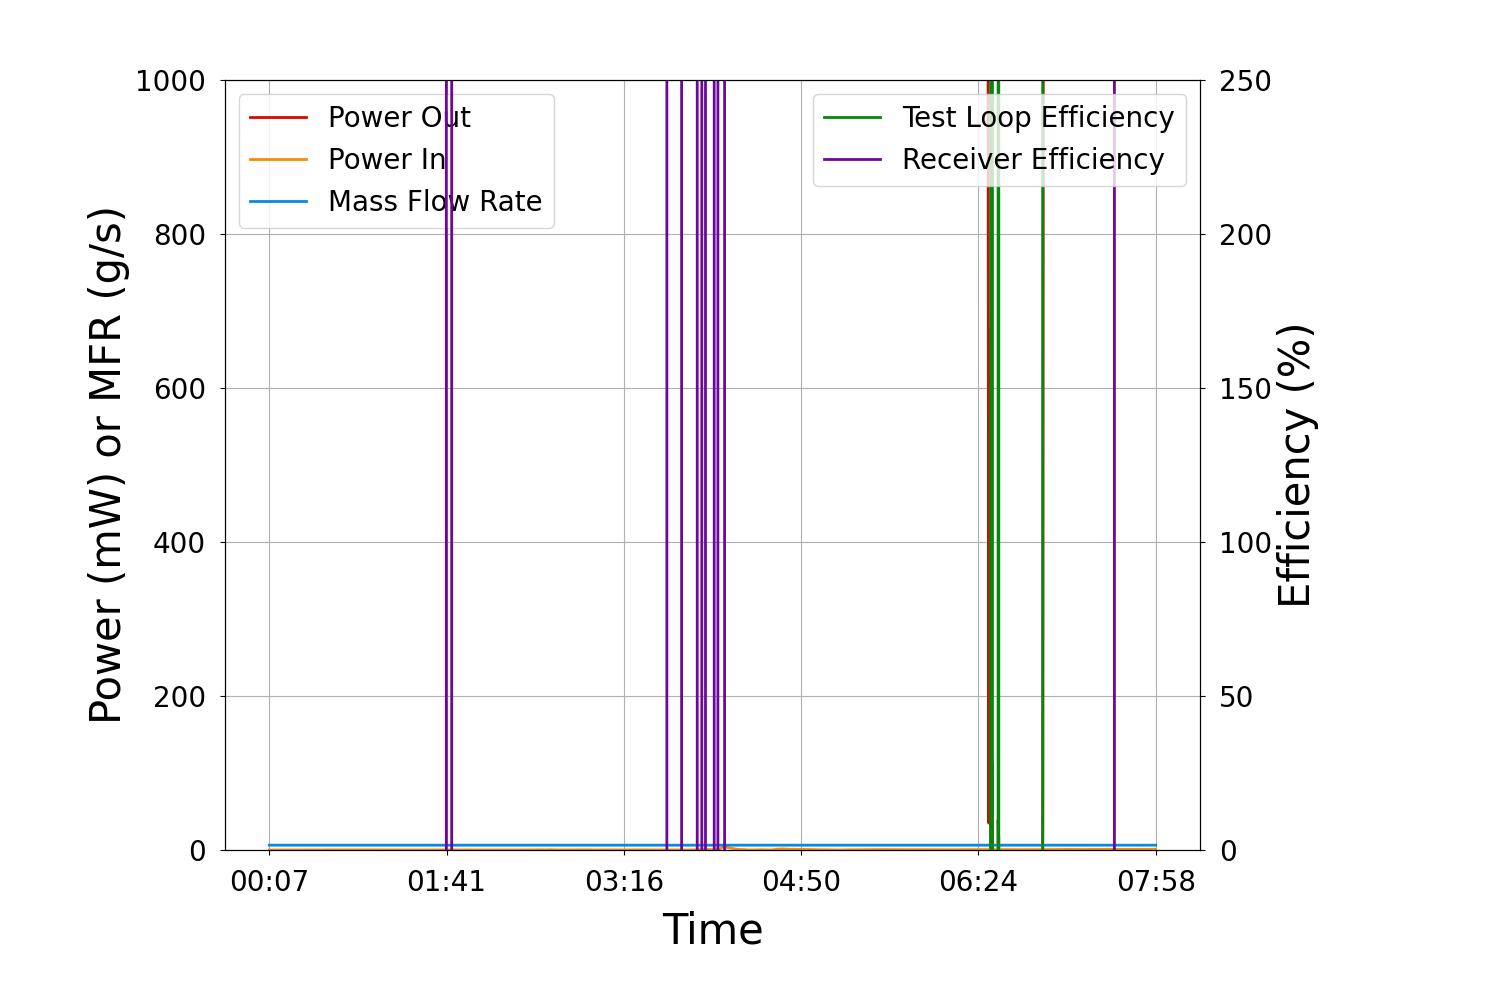 1000
800
600
400
200
0
Power (mW) or MFR (g/s)
Power Out
Power In
Mass Flow Rate
Test Loop Efficiency
Receiver Efficiency
250
200
150
100
50
0
Efficiency (%)
00:07 01:41 03:16 04:50 06:24 07:58
Time